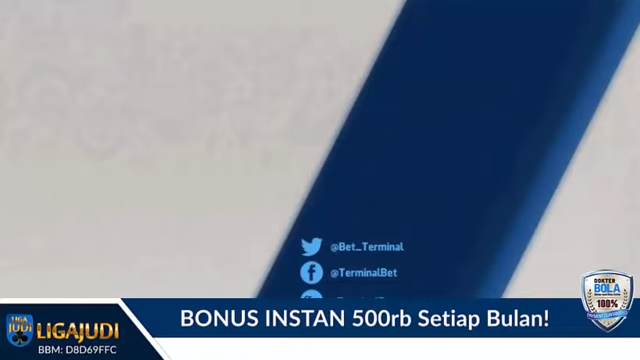 @Bet_Terminal
@TerminalBet
BONUS INSTAN 500rb Setiap Bulan!
LIGA
JUDI
LIGAJUDI
BBM: D8D69FFC
DOKTER
BOLA
100%